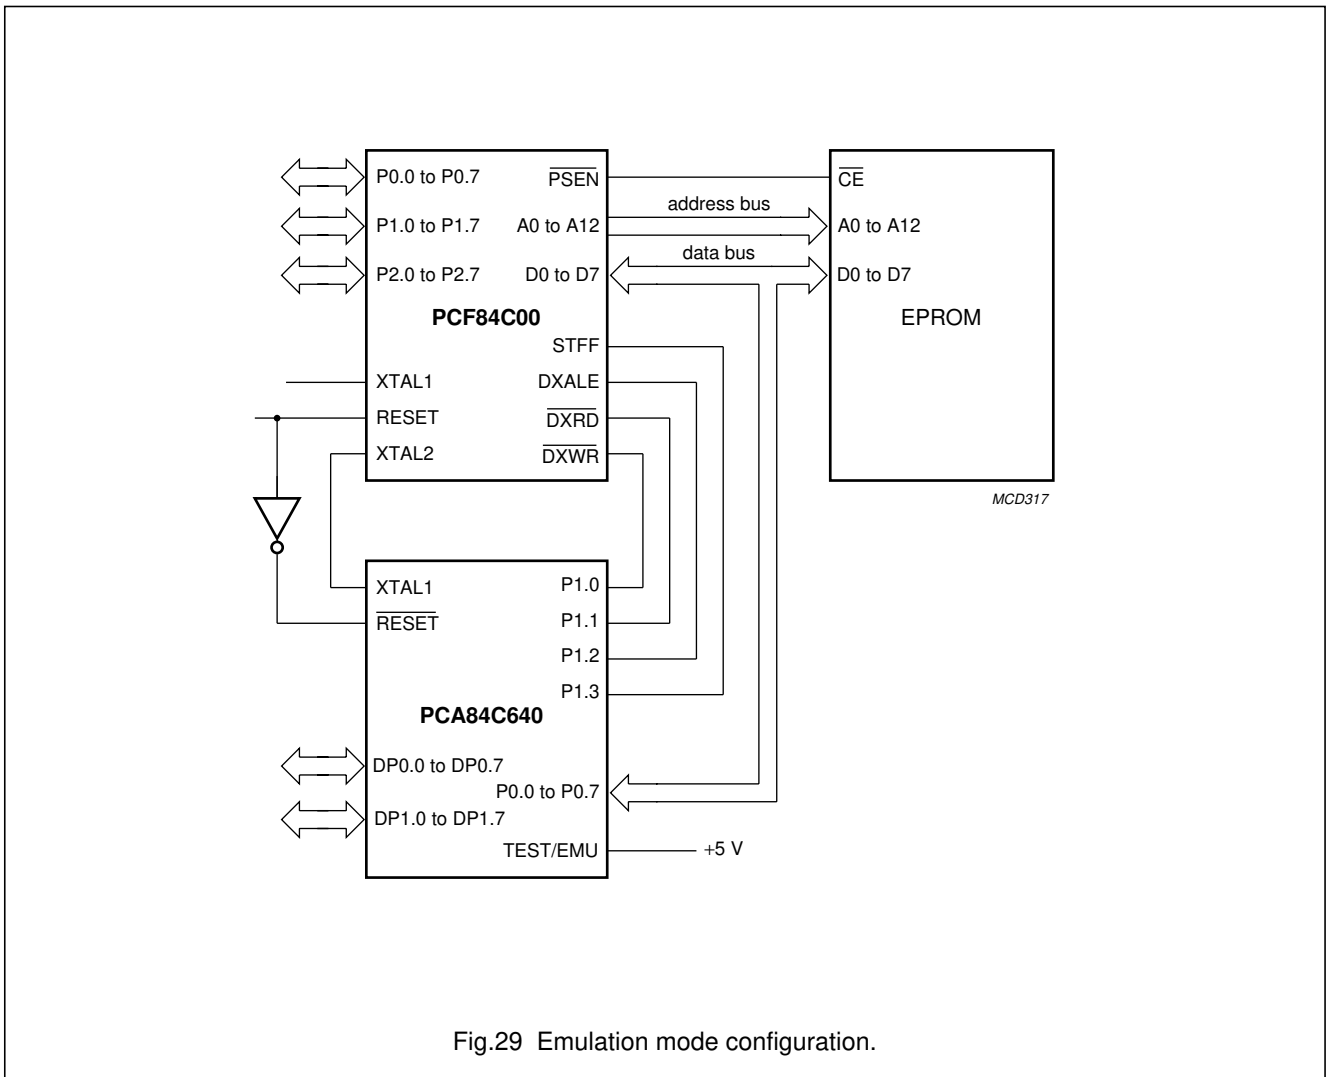 P0.0 to P0.7
PSEN
CE
address bus
P1.0 to P1.7
A0 to A12
A0 to A12
data bus
P2.0 to P2.7
D0 to D7
D0 to D7
PCF84C00
EPROM
STFF
XTAL1
DXALE
RESET
DXRD
XTAL2
DXWR
MCD317
XTAL1
P1.0
RESET
P1.1
P1.2
P1.3
PCA84C640
DP0.0 to DP0.7
P0.0 to P0.7
DP1.0 to DP1.7
TEST/EMU
+5 V
Fig.29 Emulation mode configuration.